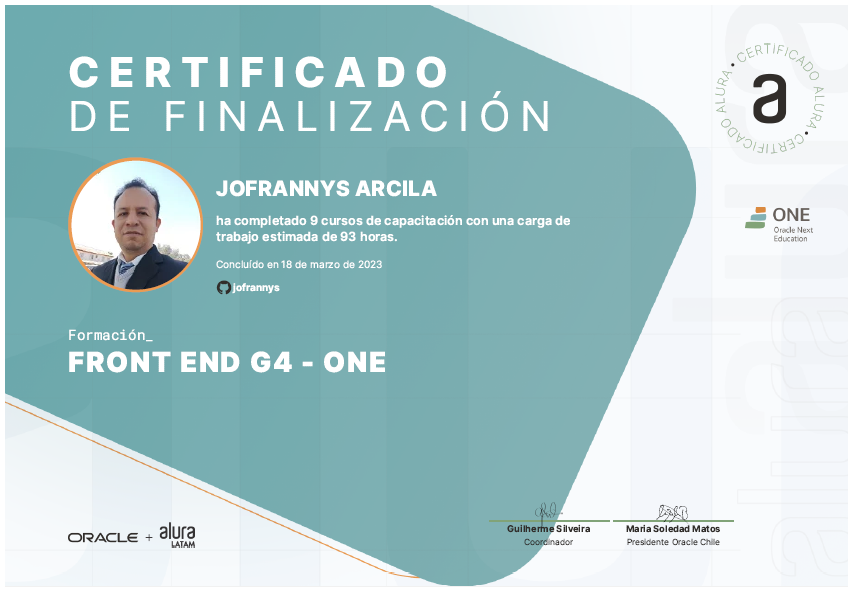 CERTIFICADO
DE FINALIZACIÓN
CERTIFICADO ALURA • CERTIFICADO ALURA •
a
JOFRANNYS ARCILA
ha completado 9 cursos de capacitación con una carga de
trabajo estimada de 93 horas.
ONE
Oracle Next
Education
Concluído en 18 de marzo de 2023
jofrannys
Formación_
FRONT END G4 - ONE
ORACLE + alura
LATAM
Guilherme Silveira
Coordinador
Maria Soledad Matos
Presidente Oracle Chile